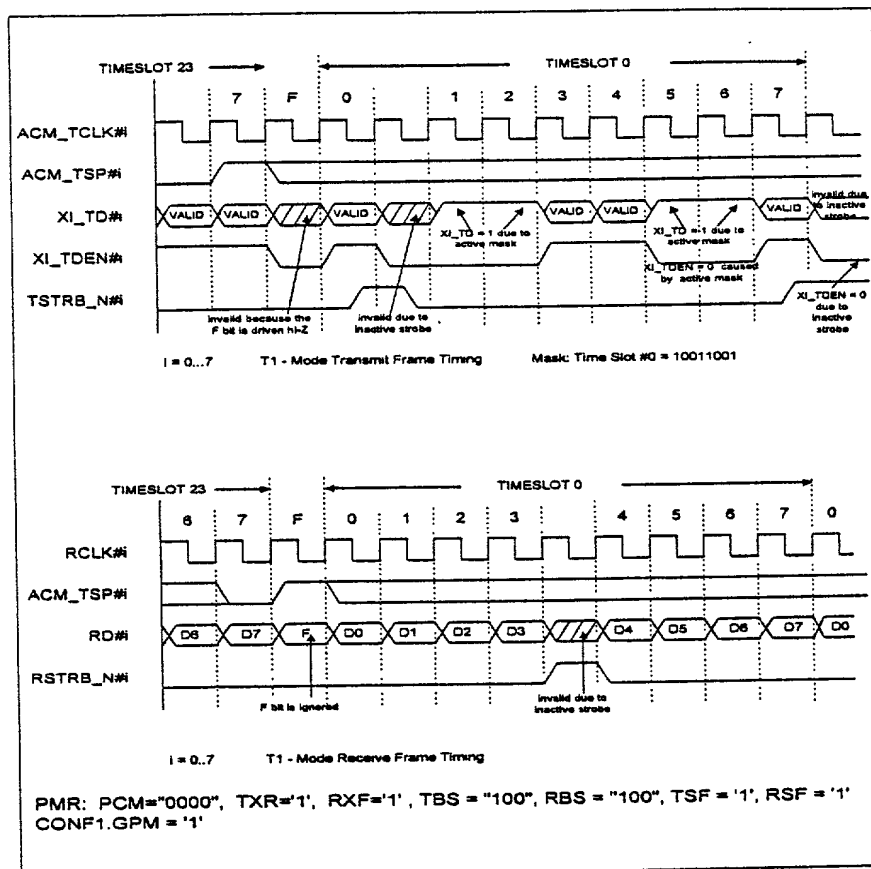 TIMESLOT 23
TIMESLOT 0
7 F 0 1 2 3 4 5 6 7
ACM_TCLK#i
ACM_TSP#i
XI_TD#i
VALID VALID VALID VALID VALID VALID
invalid due to
inactive
strobe
XI_TD = 1 due to
active mask
XI_TD = 1 due to
active mask
XI_TDEN#i
XI_TDEN = 0 caused
by active mask
TSTRB_N#i
XI_TDEN = 0
due to
inactive
strobe
invalid because the
F bit is driven hi-Z
invalid due to
inactive strobe
i = 0...7 T1 - Mode Transmit Frame Timing Mask: Time Slot #0 = 10011001
TIMESLOT 23
TIMESLOT 0
6 7 F 0 1 2 3 4 5 6 7 0
RCLK#i
ACM_TSP#i
RD#i
D6 D7 F D0 D1 D2 D3 D4 D5 D6 D7 D0
RSTRB_N#i
F bit is ignored
invalid due to
inactive strobe
i = 0..7 T1 - Mode Receive Frame Timing
PMR: PCM="0000", TXR='1', RXF='1' , TBS = "100", RBS = "100", TSF = '1', RSF = '1'
CONF1.GPM = '1'